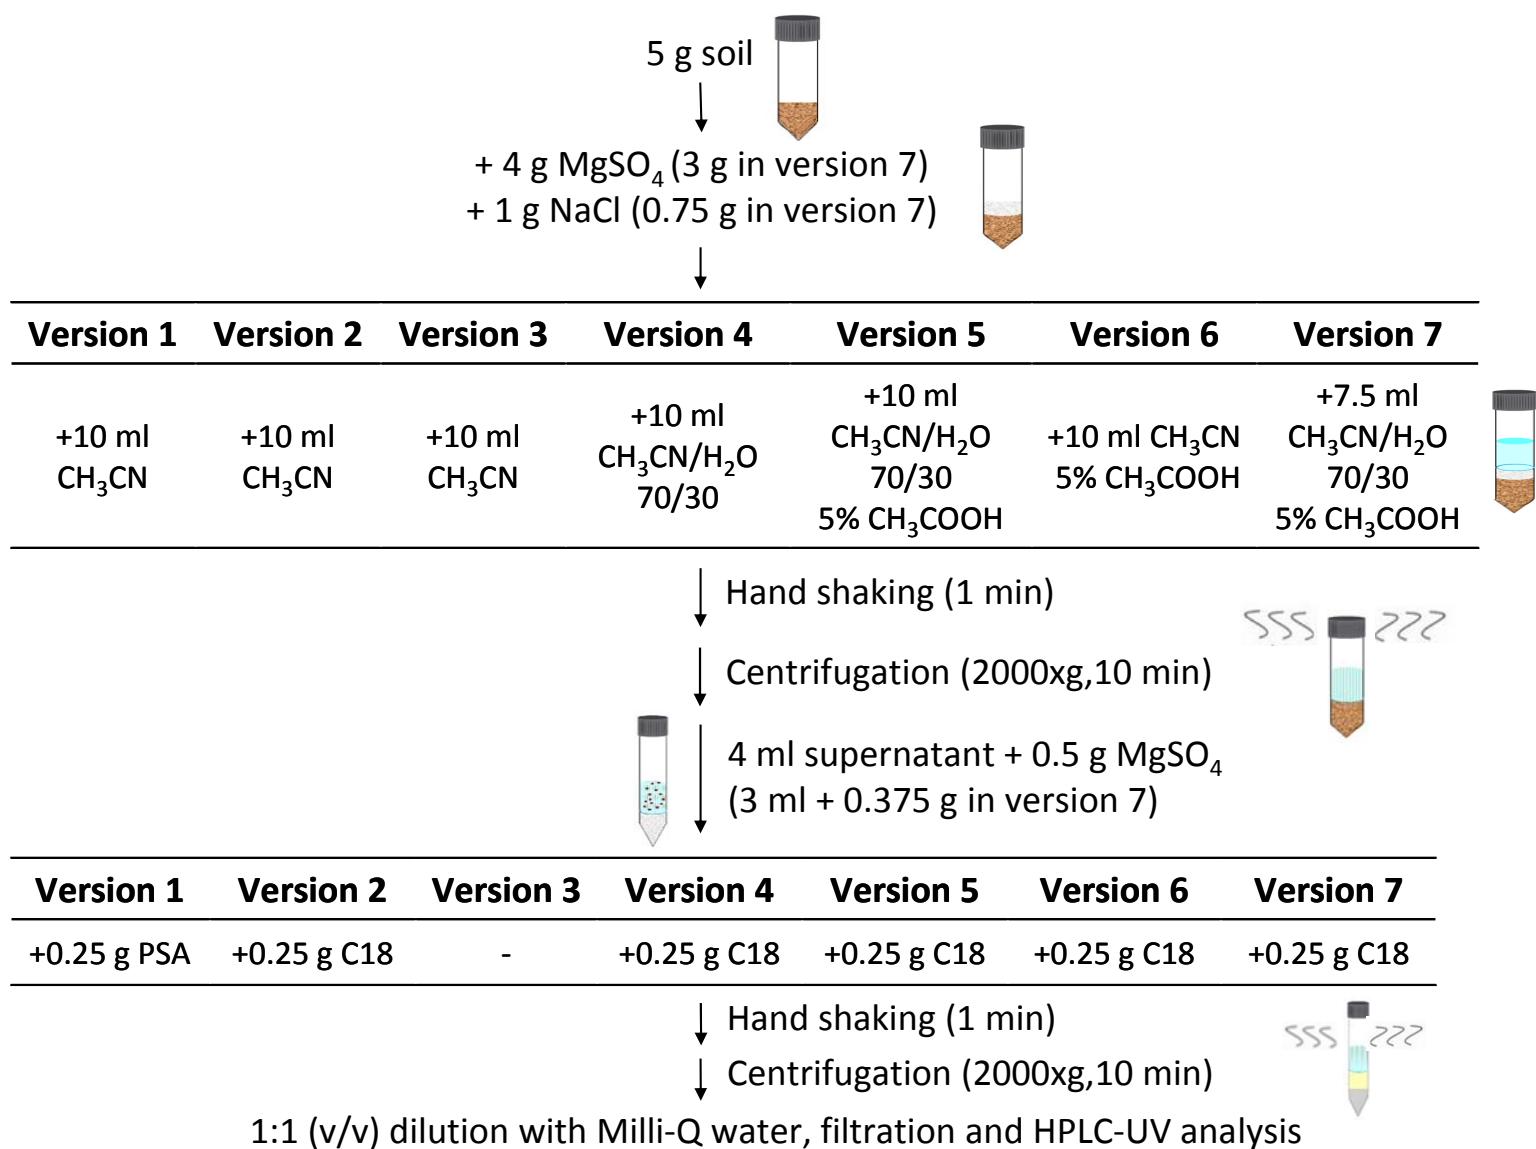 5 g soil
+ 4 g MgSO₄ (3 g in version 7)
+ 1 g NaCl (0.75 g in version 7)
Version 1 Version 2 Version 3 Version 4 Version 5 Version 6 Version 7
+10 ml
CH₃CN
+10 ml
CH₃CN
+10 ml
CH₃CN
+10 ml
CH₃CN/H₂O
70/30
+10 ml
CH₃CN/H₂O
70/30
5% CH₃COOH
+10 ml CH₃CN
5% CH₃COOH
+7.5 ml
CH₃CN/H₂O
70/30
5% CH₃COOH
Hand shaking (1 min)
Centrifugation (2000xg,10 min)
4 ml supernatant + 0.5 g MgSO₄
(3 ml + 0.375 g in version 7)
Version 1 Version 2 Version 3 Version 4 Version 5 Version 6 Version 7
+0.25 g PSA +0.25 g C18 - +0.25 g C18 +0.25 g C18 +0.25 g C18 +0.25 g C18
Hand shaking (1 min)
Centrifugation (2000xg,10 min)
1:1 (v/v) dilution with Milli-Q water, filtration and HPLC-UV analysis